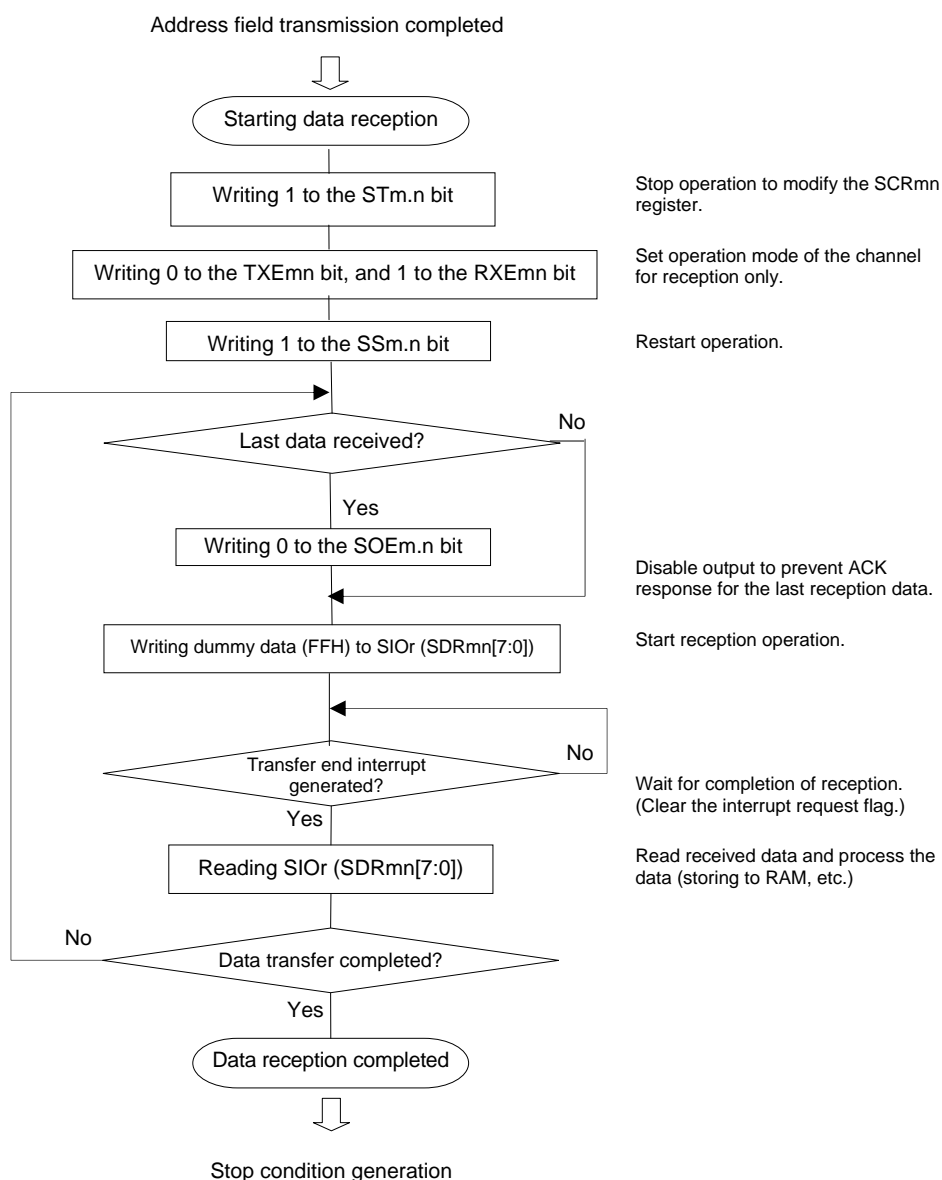 Address field transmission completed
Starting data reception
Writing 1 to the STm.n bit
Stop operation to modify the SCRmn
register.
Writing 0 to the TXEmn bit, and 1 to the RXEmn bit
Set operation mode of the channel
for reception only.
Writing 1 to the SSm.n bit
Restart operation.
Last data received?
No
Yes
Writing 0 to the SOEm.n bit
Disable output to prevent ACK
response for the last reception data.
Writing dummy data (FFH) to SIOr (SDRmn[7:0])
Start reception operation.
Transfer end interrupt
generated?
No
Wait for completion of reception.
(Clear the interrupt request flag.)
Yes
Reading SIOr (SDRmn[7:0])
Read received data and process the
data (storing to RAM, etc.)
No
Data transfer completed?
Yes
Data reception completed
Stop condition generation